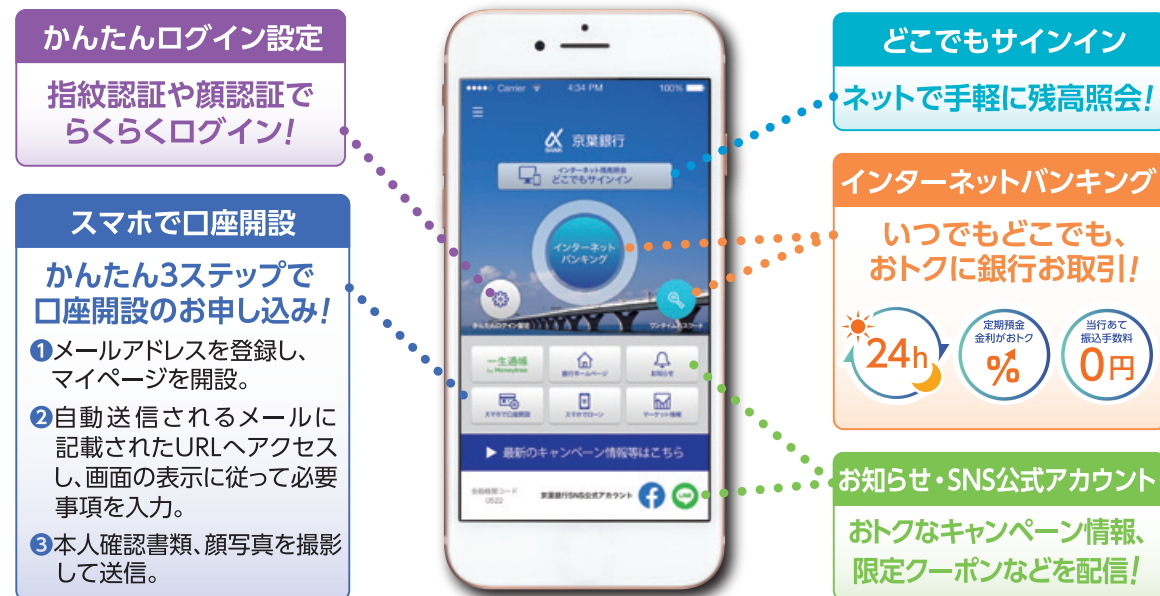 かんたんログイン設定
指紋認証や顔認証で
らくらくログイン!
スマホで口座開設
かんたん3ステップで
口座開設のお申し込み!
❶メールアドレスを登録し、
マイページを開設。
❷自動送信されるメールに
記載されたURLへアクセス
し、画面の表示に従って必要
事項を入力。
❸本人確認書類、顔写真を撮影
して送信。
Carrier
4:34 PM
100%
α BANK 京葉銀行
インターネット残高照会
どこでもサインイン
インターネット
バンキング
かんたんログイン設定
ワンタイムパスワード
一生通帳
by Moneytree
銀行ホームページ
お知らせ
スマホで口座開設
スマホでローン
マーケット情報
▶ 最新のキャンペーン情報等はこちら
金融機関コード
0522
京葉銀行SNS公式アカウント
f
LINE
どこでもサインイン
ネットで手軽に残高照会!
インターネットバンキング
いつでもどこでも、
おトクに銀行お取引!
24h
定期預金
金利がおトク
%
当行あて
振込手数料
0円
お知らせ・SNS公式アカウント
おトクなキャンペーン情報、
限定クーポンなどを配信!